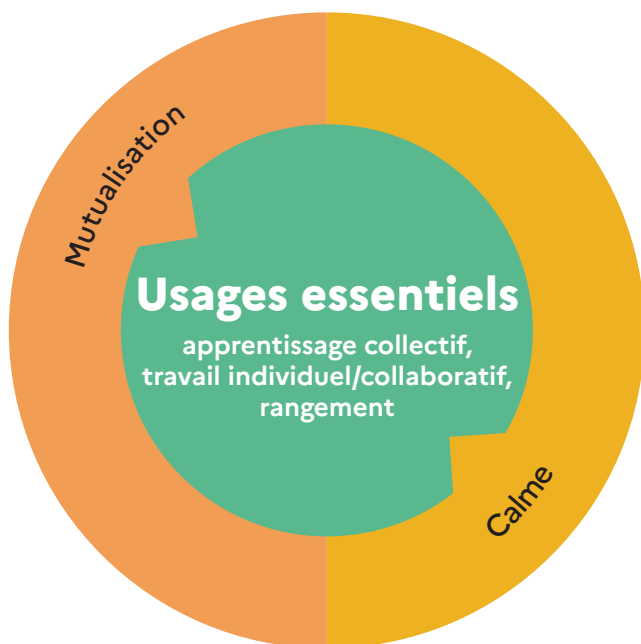 Mutualisation
Usages essentiels
apprentissage collectif,
travail individuel/collaboratif,
rangement
Calme